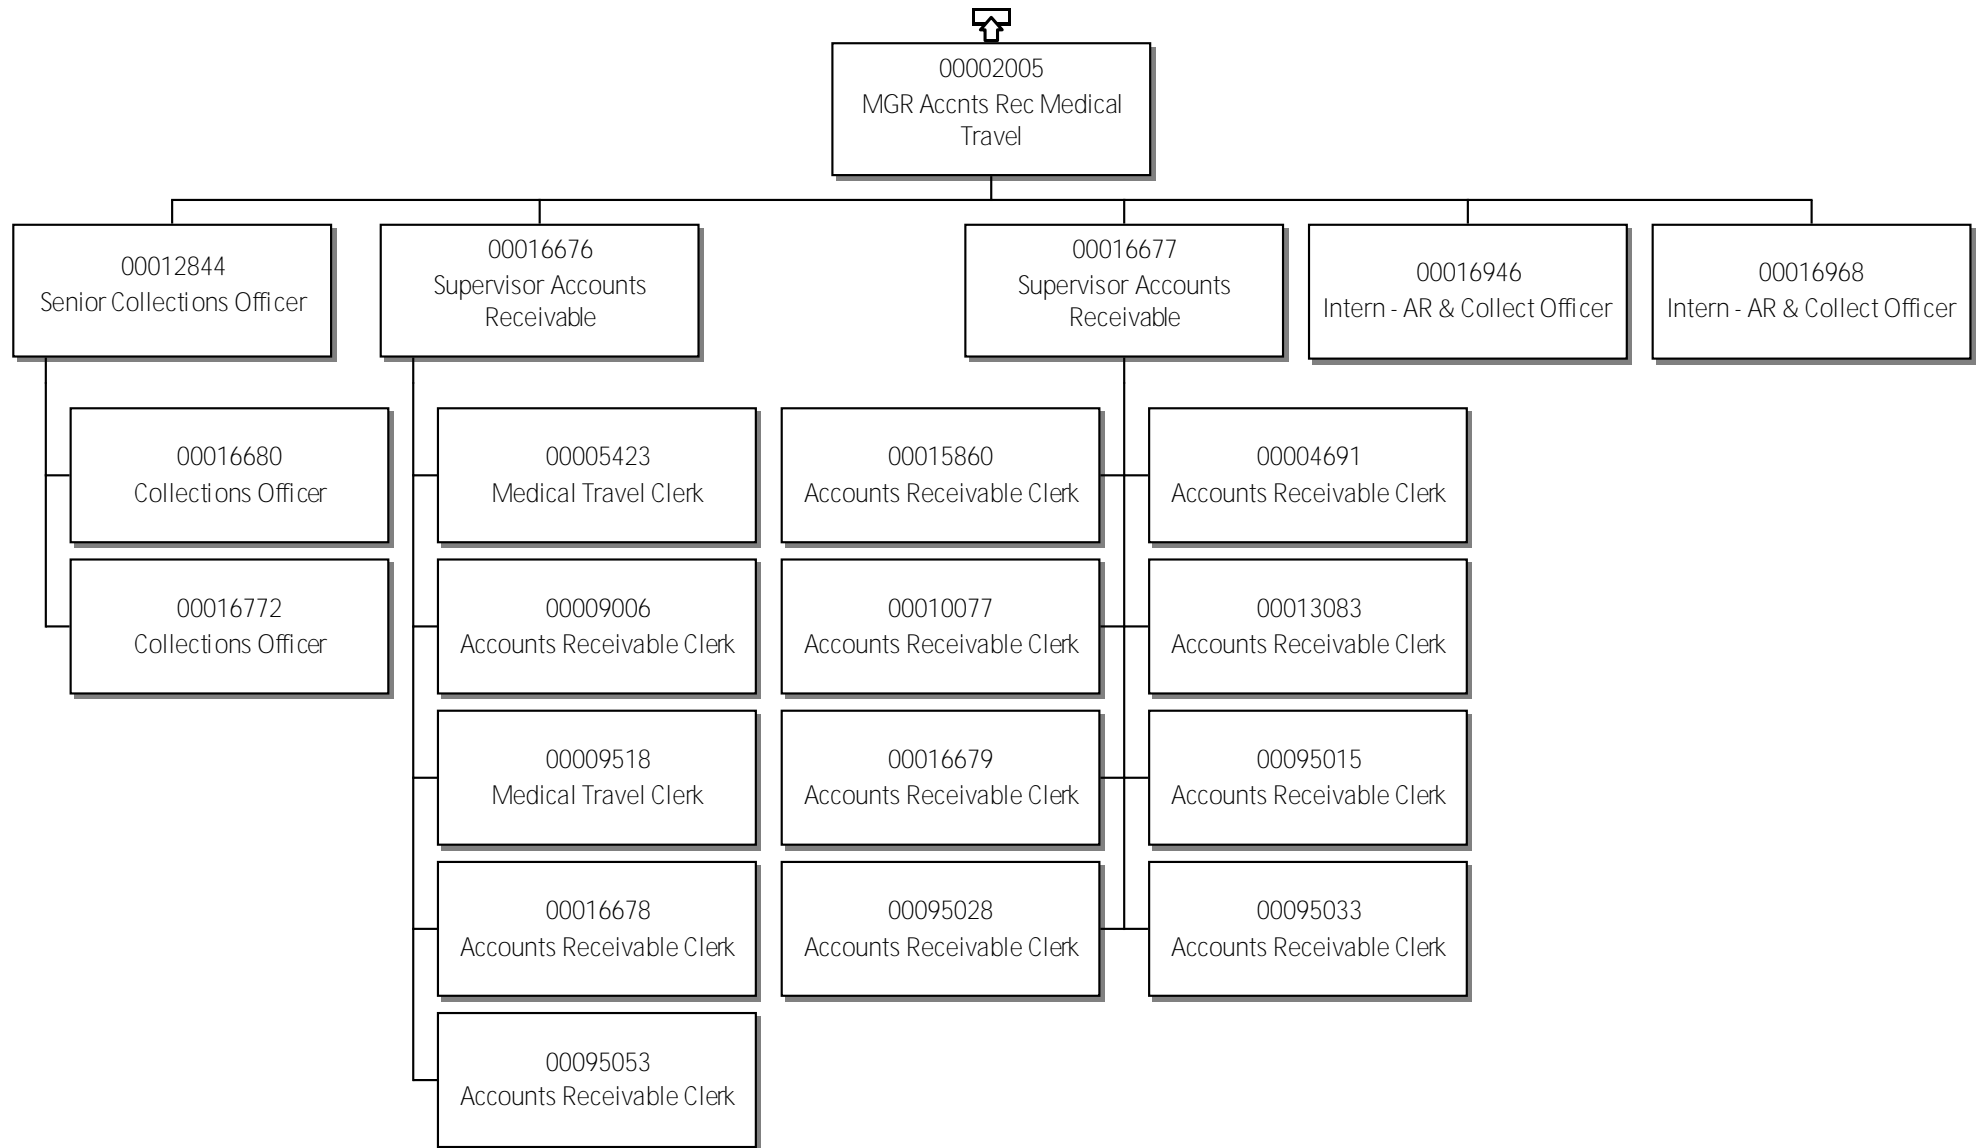 00002005
MGR Accnts Rec Medical
Travel
00012844
Senior Collections Officer
00016676
Supervisor Accounts
Receivable
00016677
Supervisor Accounts
Receivable
00016946
Intern - AR & Collect Officer
00016968
Intern - AR & Collect Officer
00016680
Collections Officer
00016772
Collections Officer
00005423
Medical Travel Clerk
00009006
Accounts Receivable Clerk
00009518
Medical Travel Clerk
00016678
Accounts Receivable Clerk
00095053
Accounts Receivable Clerk
00015860
Accounts Receivable Clerk
00004691
Accounts Receivable Clerk
00010077
Accounts Receivable Clerk
00013083
Accounts Receivable Clerk
00016679
Accounts Receivable Clerk
00095015
Accounts Receivable Clerk
00095028
Accounts Receivable Clerk
00095033
Accounts Receivable Clerk